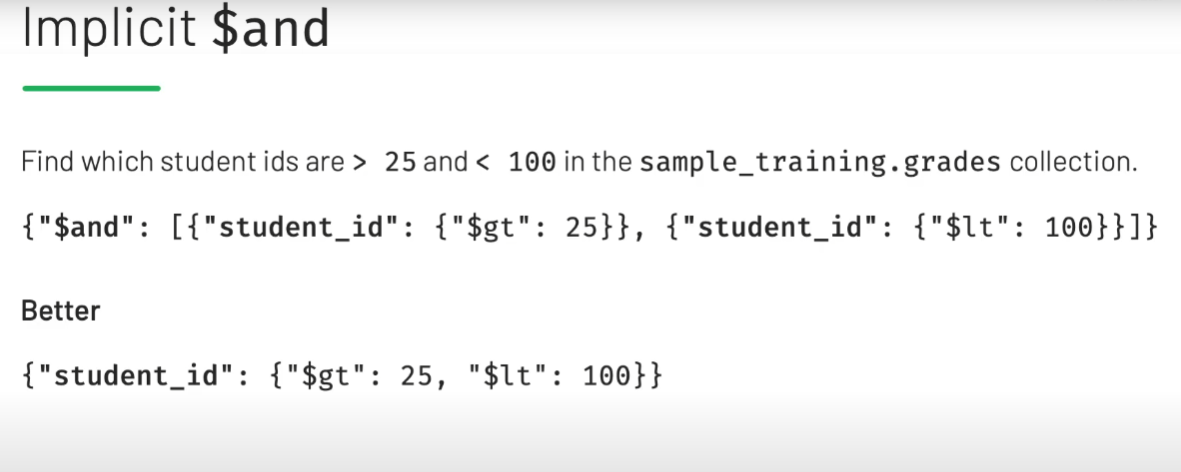 Implicit $and
Find which student ids are > 25 and < 100 in the sample_training.grades collection.
{"$and": [{"student_id": {"$gt": 25}}, {"student_id": {"$lt": 100}}]}
Better
{"student_id": {"$gt": 25, "$lt": 100}}